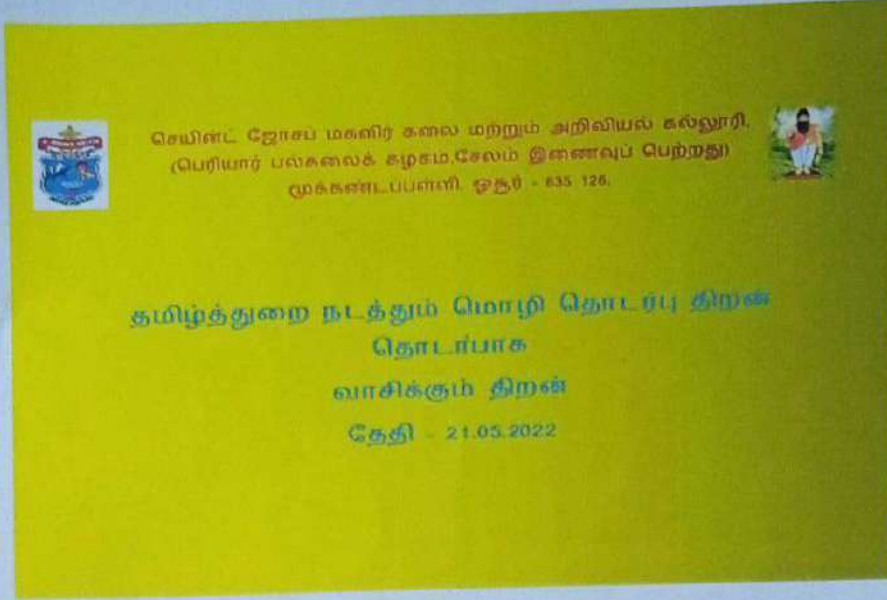 செயின்ட் ஜோசப் மகளிர் கலை மற்றும் அறிவியல் கல்லூரி,
(பெரியார் பல்கலைக் கழகம்,சேலம் இணைவுப் பெற்றது)
முக்கண்டப்பள்ளி. ஓசூர் - 635 126.
தமிழ்த்துறை நடத்தும் மொழி தொடர்பு திறன்
தொடர்பாக
வாசிக்கும் திறன்
தேதி - 21.05.2022